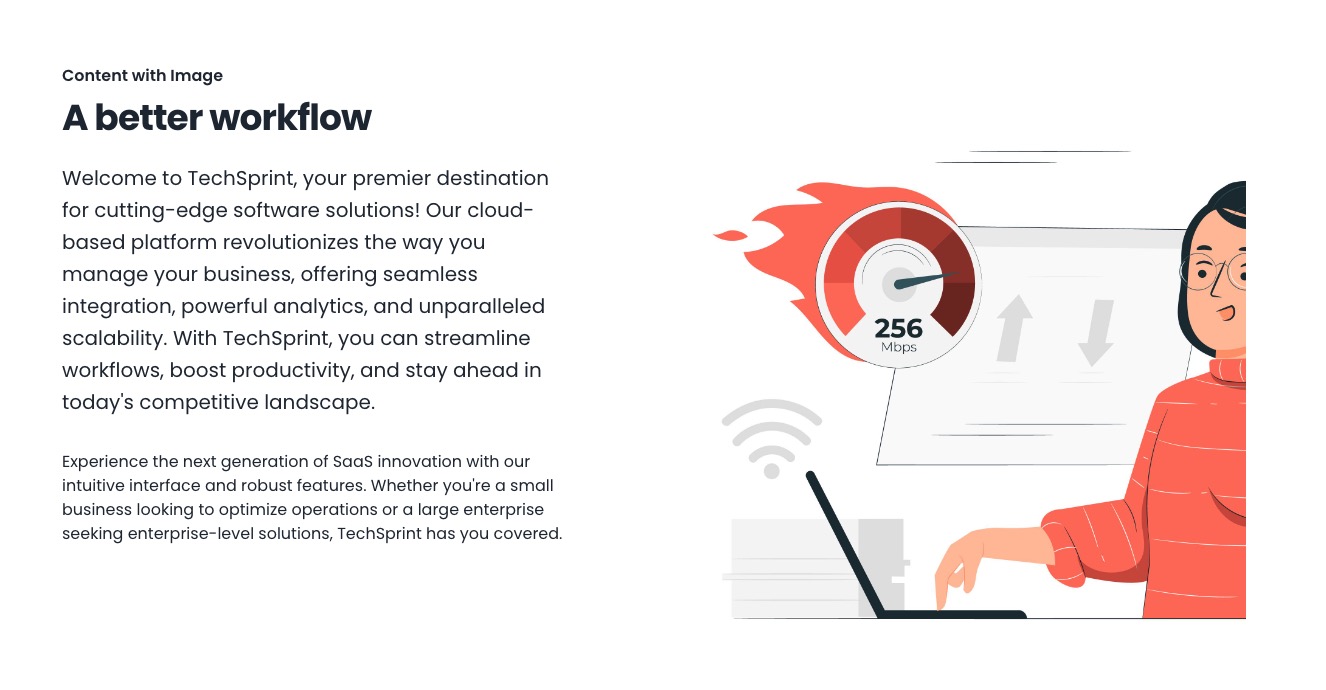 Content with Image
A better workflow
Welcome to TechSprint, your premier destination
for cutting-edge software solutions! Our cloud-
based platform revolutionizes the way you
manage your business, offering seamless
integration, powerful analytics, and unparalleled
scalability. With TechSprint, you can streamline
workflows, boost productivity, and stay ahead in
today's competitive landscape.
Experience the next generation of SaaS innovation with our
intuitive interface and robust features. Whether you're a small
business looking to optimize operations or a large enterprise
seeking enterprise-level solutions, TechSprint has you covered.
256
Mbps